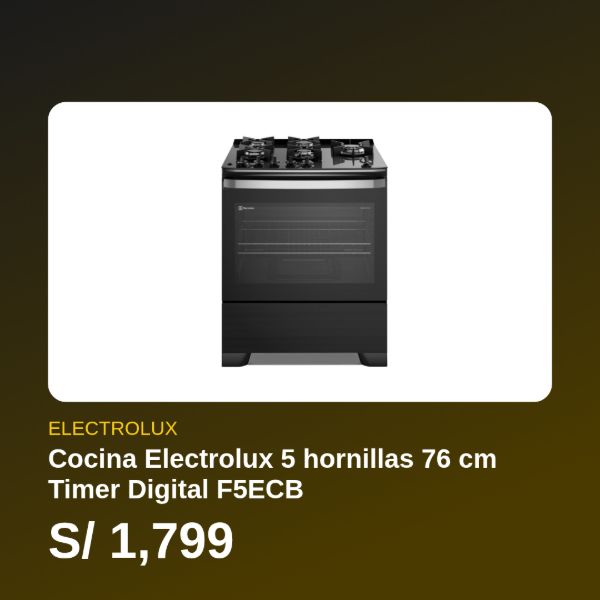 ELECTROLUX
Cocina Electrolux 5 hornillas 76 cm
Timer Digital F5ECB
S/ 1,799